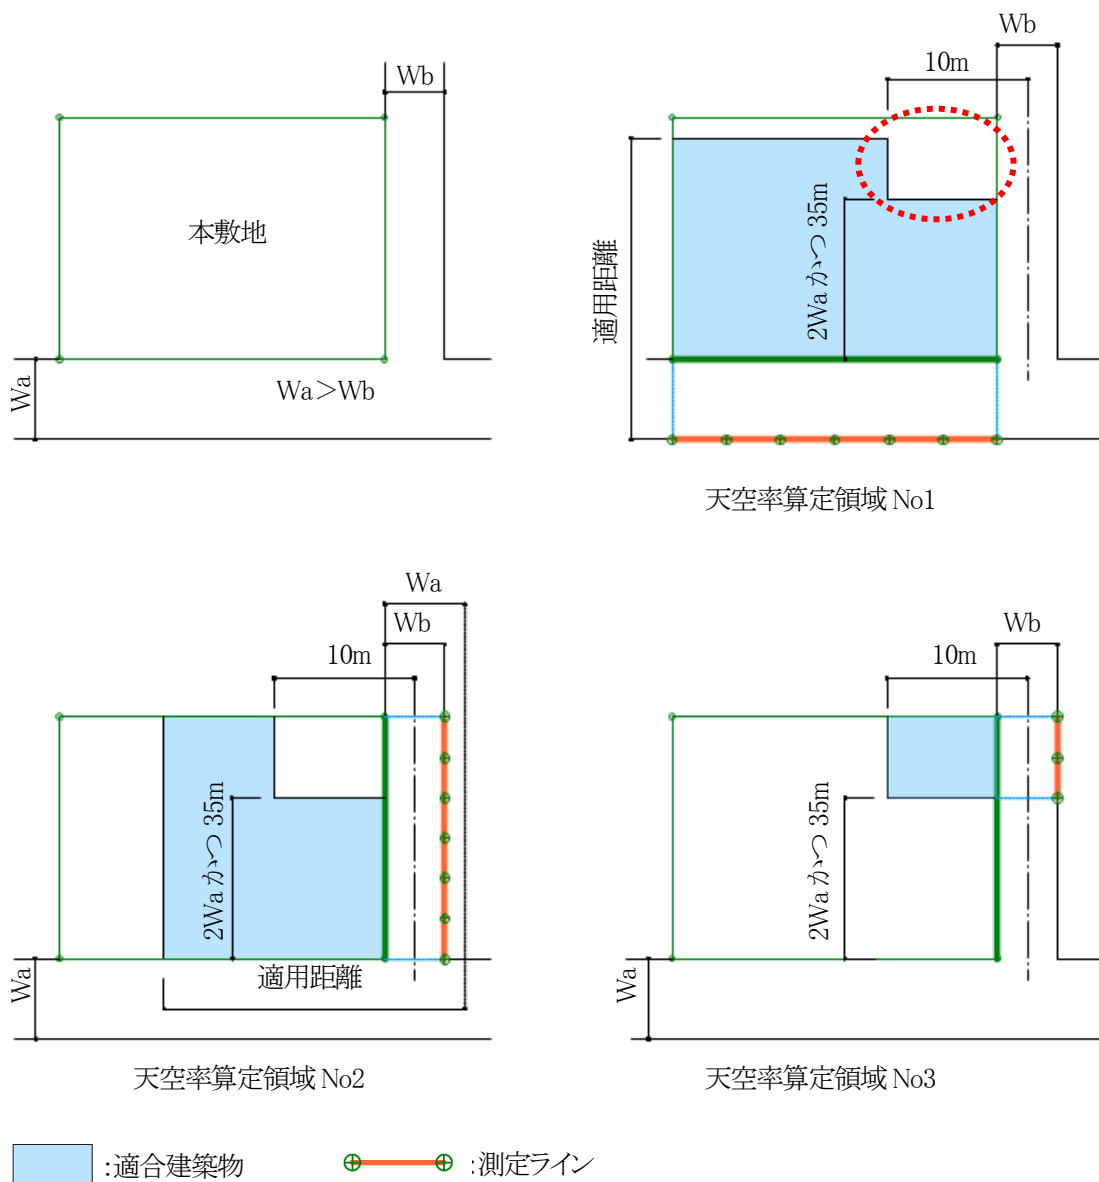 Wb
本敷地
Wa
Wa>Wb
Wb
10m
2Waかつ35m
適用距離
天空率算定領域No1
Wa
Wb
10m
2Waかつ35m
Wa
適用距離
天空率算定領域No2
Wb
10m
2Waかつ35m
Wa
天空率算定領域No3
:適合建築物
:測定ライン